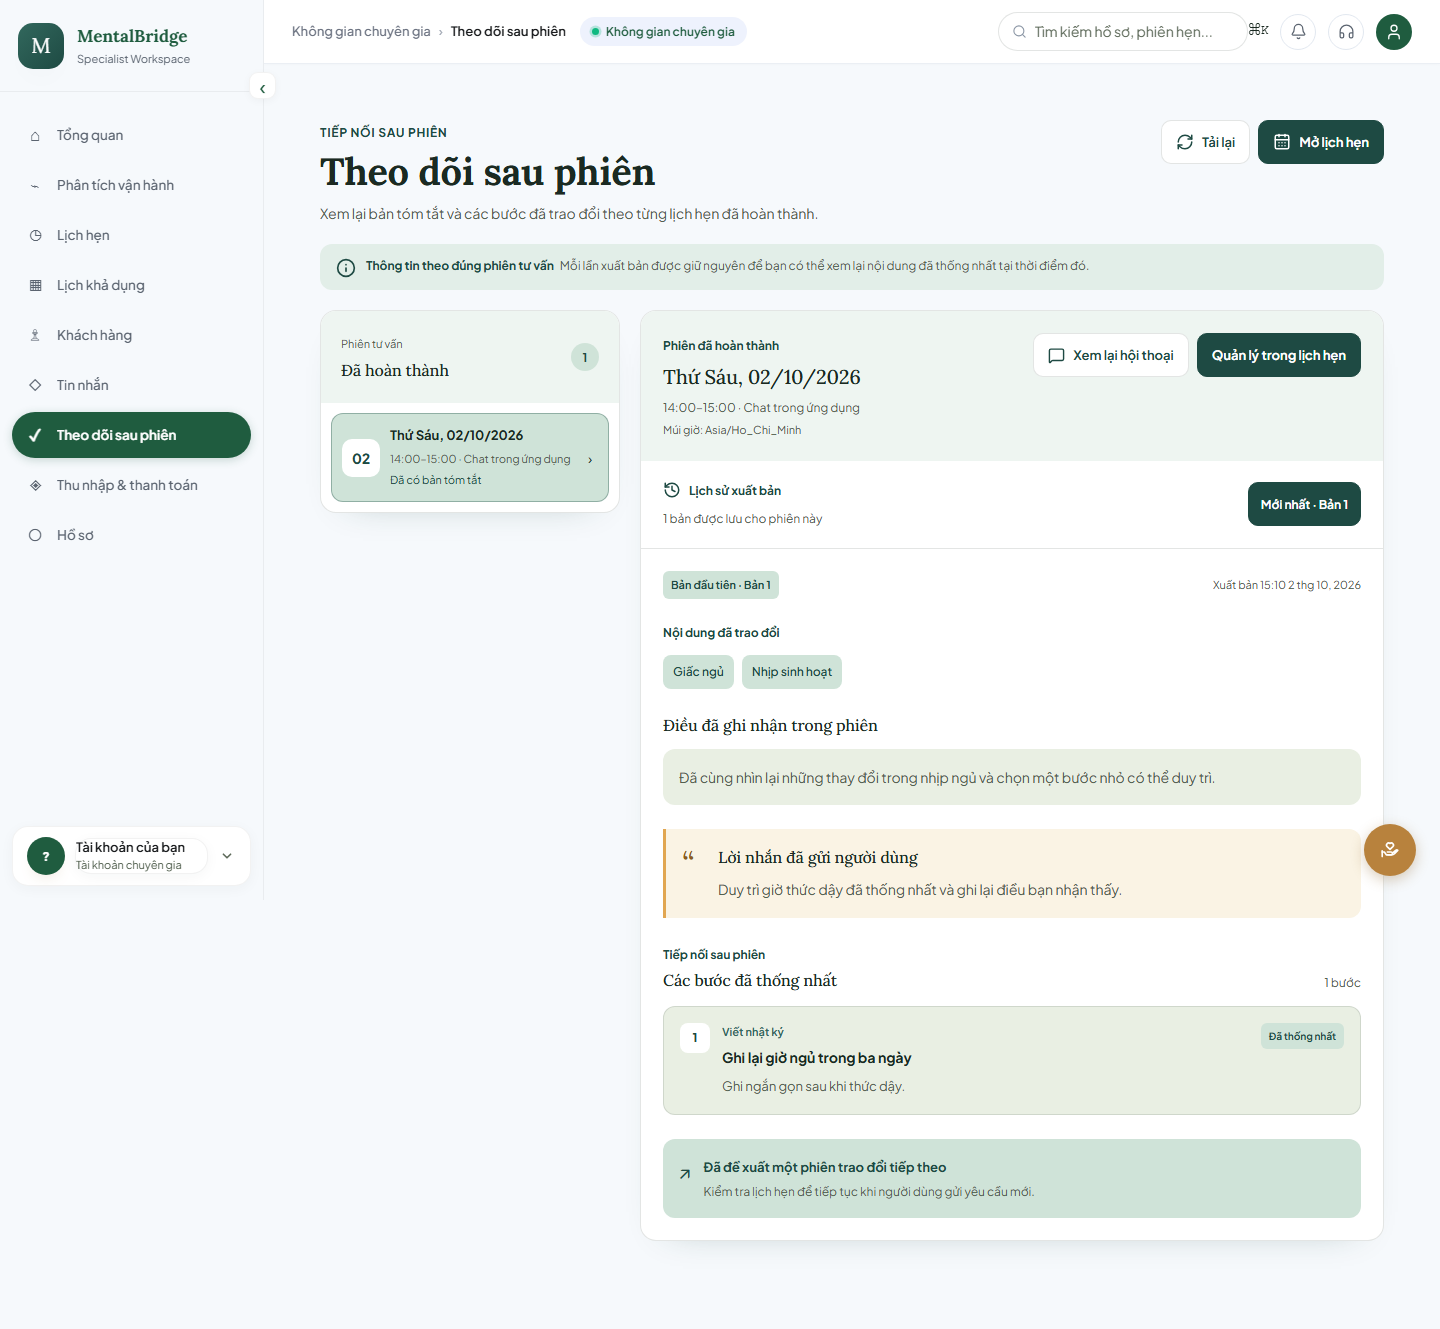 M
MentalBridge
Specialist Workspace
Tổng quan
Phân tích vận hành
Lịch hẹn
Lịch khả dụng
Khách hàng
Tin nhắn
Theo dõi sau phiên
Thu nhập & thanh toán
Hồ sơ
?
Tài khoản của bạn
Tài khoản chuyên gia
Không gian chuyên gia › Theo dõi sau phiên
Không gian chuyên gia
Tìm kiếm hồ sơ, phiên hẹn...
⌘K
TIẾP NỐI SAU PHIÊN
Theo dõi sau phiên
Xem lại bản tóm tắt và các bước đã trao đổi theo từng lịch hẹn đã hoàn thành.
Tải lại
Mở lịch hẹn
Thông tin theo đúng phiên tư vấn Mỗi lần xuất bản được giữ nguyên để bạn có thể xem lại nội dung đã thống nhất tại thời điểm đó.
Phiên tư vấn
Đã hoàn thành
1
02
Thứ Sáu, 02/10/2026
14:00–15:00 · Chat trong ứng dụng
Đã có bản tóm tắt
Phiên đã hoàn thành
Thứ Sáu, 02/10/2026
14:00–15:00 · Chat trong ứng dụng
Múi giờ: Asia/Ho_Chi_Minh
Xem lại hội thoại
Quản lý trong lịch hẹn
Lịch sử xuất bản
1 bản được lưu cho phiên này
Mới nhất · Bản 1
Bản đầu tiên · Bản 1
Xuất bản 15:10 2 thg 10, 2026
Nội dung đã trao đổi
Giấc ngủ
Nhịp sinh hoạt
Điều đã ghi nhận trong phiên
Đã cùng nhìn lại những thay đổi trong nhịp ngủ và chọn một bước nhỏ có thể duy trì.
“
Lời nhắn đã gửi người dùng
Duy trì giờ thức dậy đã thống nhất và ghi lại điều bạn nhận thấy.
Tiếp nối sau phiên
Các bước đã thống nhất
1 bước
1
Viết nhật ký
Ghi lại giờ ngủ trong ba ngày
Ghi ngắn gọn sau khi thức dậy.
Đã thống nhất
Đã đề xuất một phiên trao đổi tiếp theo
Kiểm tra lịch hẹn để tiếp tục khi người dùng gửi yêu cầu mới.